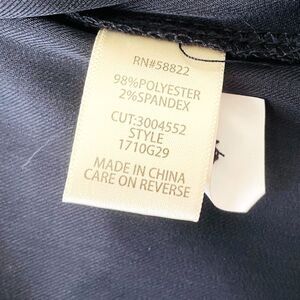 RN#58822
98%POLYESTER
2%SPANDEX
CUT:3004552
STYLE
1710G29
MADE IN CHINA
CARE ON REVERSE